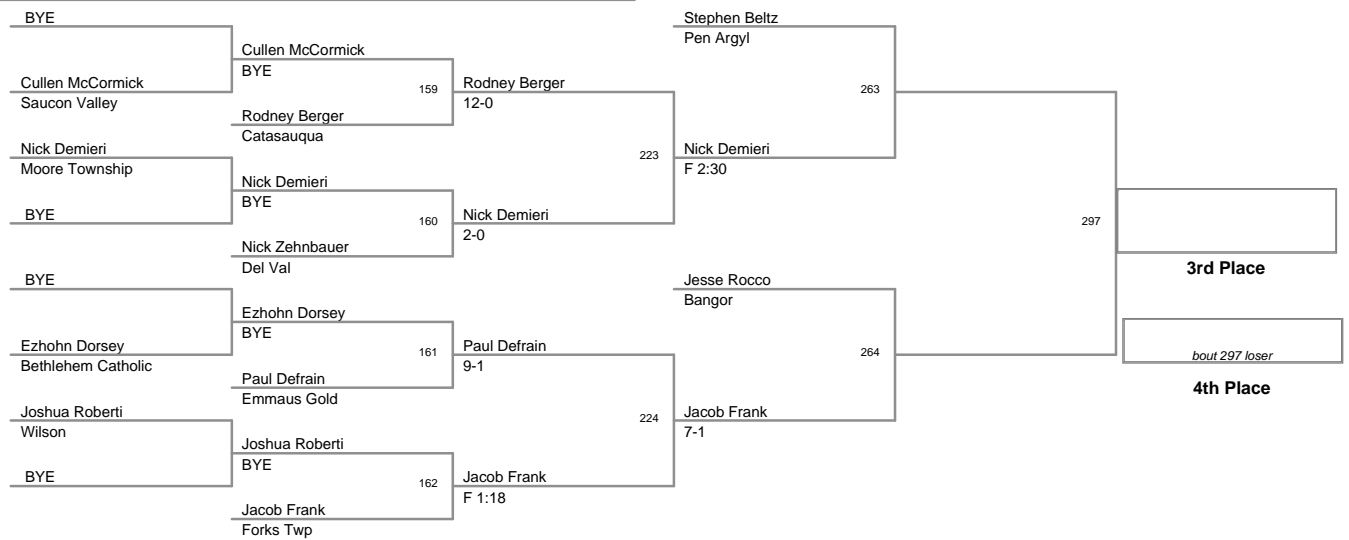 BYE
Cullen McCormick
Saucon Valley
Nick Demieri
Moore Township
BYE
BYE
Ezhohn Dorsey
Bethlehem Catholic
Joshua Roberti
Wilson
BYE
Cullen McCormick
BYE
159
Rodney Berger
Catasauqua
Nick Demieri
BYE
160
Nick Zehnbauer
Del Val
Ezhohn Dorsey
BYE
161
Paul Defrain
Emmaus Gold
Joshua Roberti
BYE
162
Jacob Frank
Forks Twp
Rodney Berger
12-0
223
Nick Demieri
2-0
Paul Defrain
9-1
224
Jacob Frank
F 1:18
Stephen Beltz
Pen Argyl
263
Nick Demieri
F 2:30
Jesse Rocco
Bangor
264
Jacob Frank
7-1
297
3rd Place
bout 297 loser
4th Place